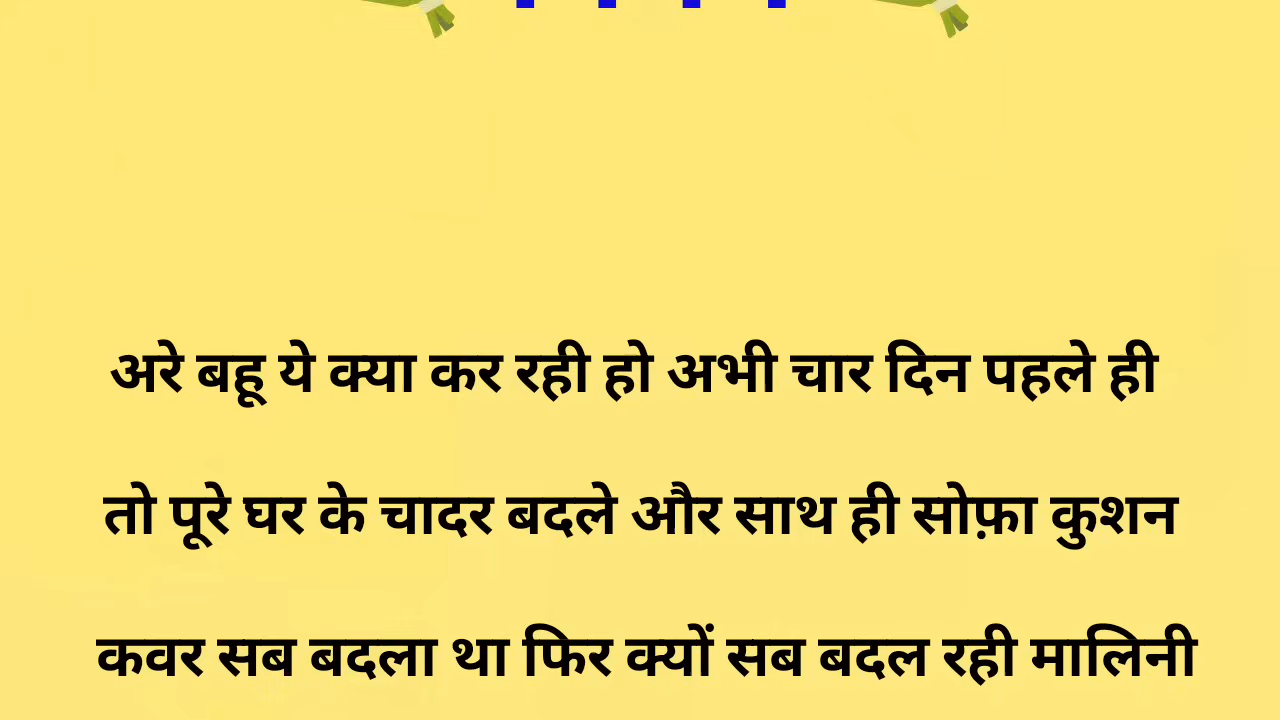 अरे बहू ये क्या कर रही हो अभी चार दिन पहले ही
तो पूरे घर के चादर बदले और साथ ही सोफ़ा कुशन
कवर सब बदला था फिर क्यों सब बदल रही मालिनी